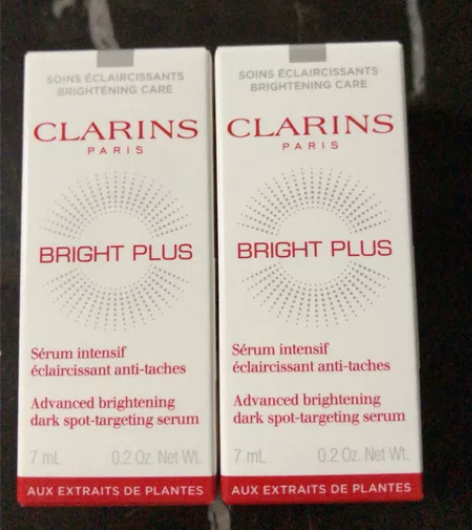 SOINS ÉCLAIRCISSANTS
BRIGHTENING CARE
CLARINS
PARIS
BRIGHT PLUS
Sérum intensif
éclaircissant anti-taches
Advanced brightening
dark spot-targeting serum
7 mL 0.2 Oz. Net Wt.
AUX EXTRAITS DE PLANTES
SOINS ÉCLAIRCISSANTS
BRIGHTENING CARE
CLARINS
PARIS
BRIGHT PLUS
Sérum intensif
éclaircissant anti-taches
Advanced brightening
dark spot-targeting serum
7 mL 0.2 Oz. Net Wt.
AUX EXTRAITS DE PLANTES